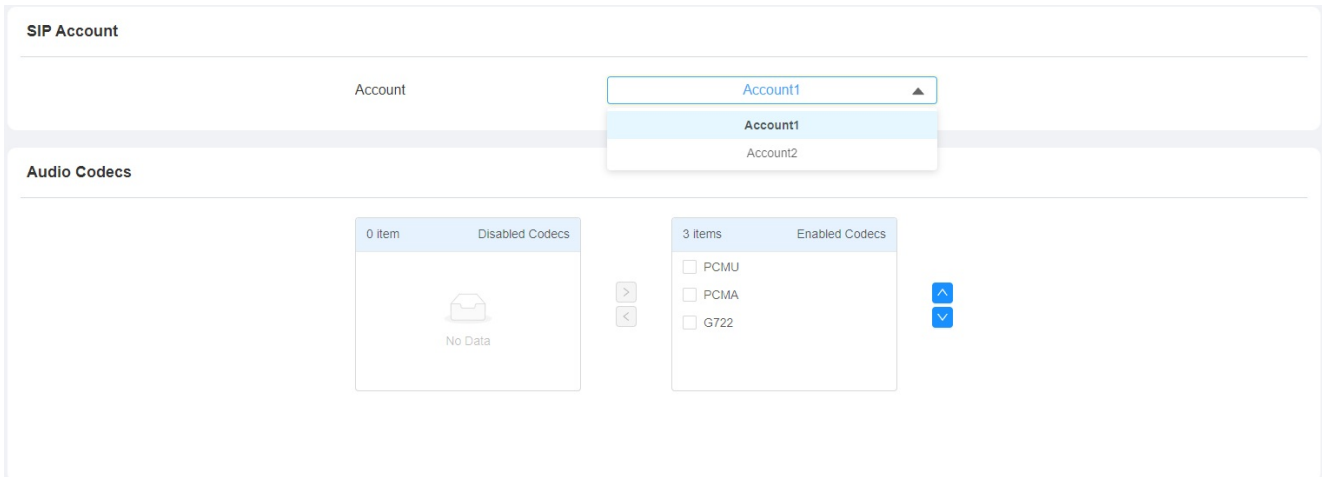 SIP Account
Account
Account1
Account1
Account2
Audio Codecs
0 item Disabled Codecs
No Data
3 items Enabled Codecs
PCMU
PCMA
G722